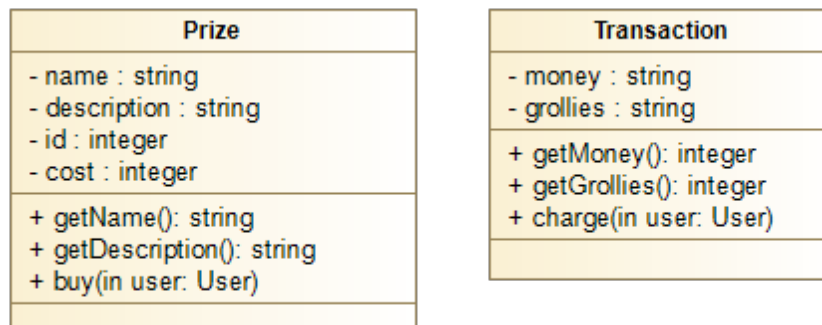 Prize
- name : string
- description : string
- id : integer
- cost : integer
+ getName(): string
+ getDescription(): string
+ buy(in user: User)
Transaction
- money : string
- grollies : string
+ getMoney(): integer
+ getGrollies(): integer
+ charge(in user: User)